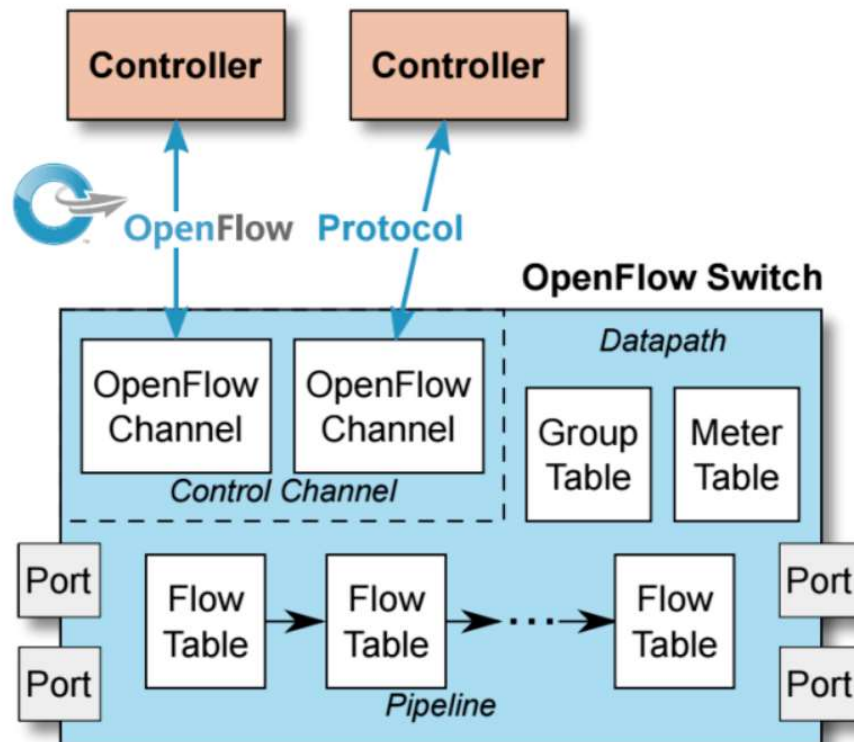 Controller
Controller
OpenFlow Protocol
OpenFlow Switch
Datapath
OpenFlow
Channel
OpenFlow
Channel
Control Channel
Group
Table
Meter
Table
Port
Port
Flow
Table
Flow
Table
...
Flow
Table
Pipeline
Port
Port